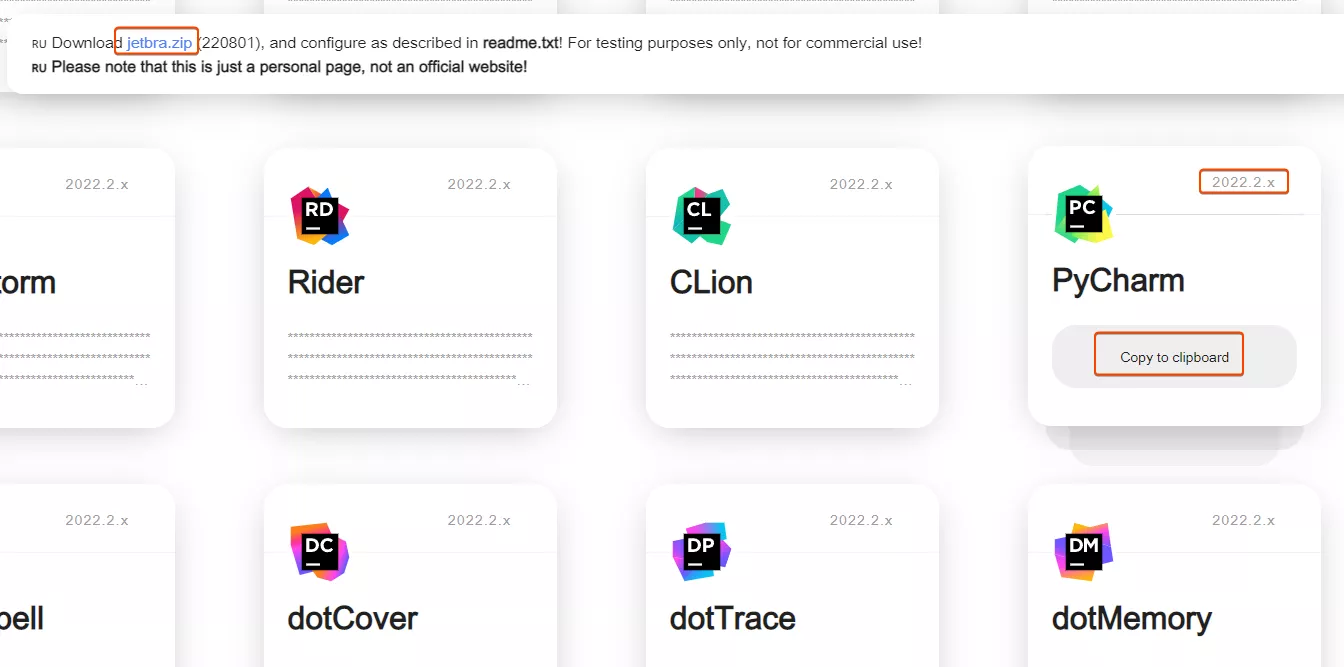 RU Download jetbra.zip (220801), and configure as described in readme.txt! For testing purposes only, not for commercial use!
RU Please note that this is just a personal page, not an official website!
2022.2.x
2022.2.x
2022.2.x
2022.2.x
RD
CL
PC
orm
Rider
CLion
PyCharm
Copy to clipboard
2022.2.x
2022.2.x
2022.2.x
2022.2.x
DC
DP
DM
pell
dotCover
dotTrace
dotMemory